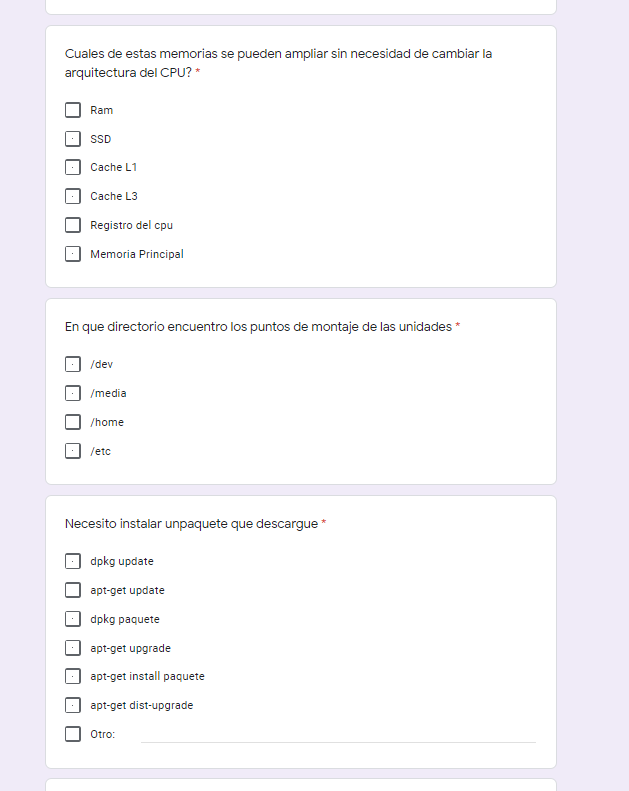 Cuales de estas memorias se pueden ampliar sin necesidad de cambiar la
arquitectura del CPU? *
Ram
SSD
Cache L1
Cache L3
Registro del cpu
Memoria Principal
En que directorio encuentro los puntos de montaje de las unidades *
/dev
/media
/home
/etc
Necesito instalar unpaquete que descargue *
dpkg update
apt-get update
dpkg paquete
apt-get upgrade
apt-get install paquete
apt-get dist-upgrade
Otro: